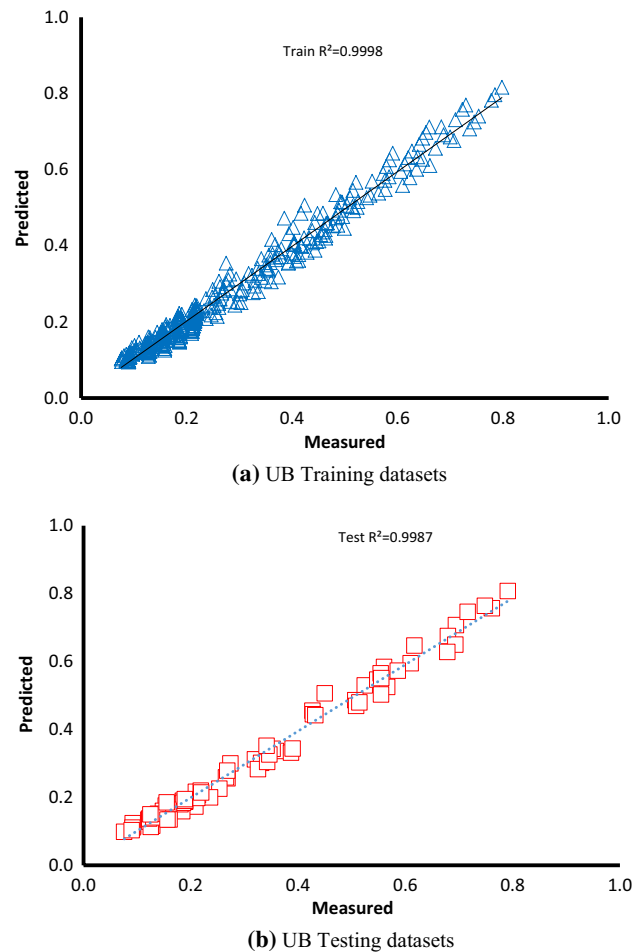 1.0
Train R²=0.9998
0.8
0.6
Predicted
0.4
0.2
0.0
0.0 0.2 0.4 0.6 0.8 1.0
Measured
(a) UB Training datasets
1.0
Test R²=0.9987
0.8
0.6
Predicted
0.4
0.2
0.0
0.0 0.2 0.4 0.6 0.8 1.0
Measured
(b) UB Testing datasets